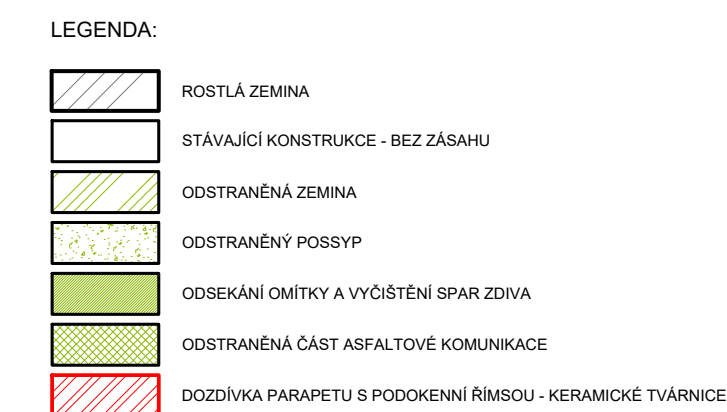 LEGENDA:
ROSTLÁ ZEMINA
STÁVAJÍCÍ KONSTRUKCE - BEZ ZÁSAHU
ODSTRANĚNÁ ZEMINA
ODSTRANĚNÝ POSSYP
ODSEKÁNÍ OMÍTKY A VYČIŠTĚNÍ SPAR ZDIVA
ODSTRANĚNÁ ČÁST ASFALTOVÉ KOMUNIKACE
DOZDÍVKA PARAPETU S PODOKENNÍ ŘÍMSOU - KERAMICKÉ TVÁRNICE